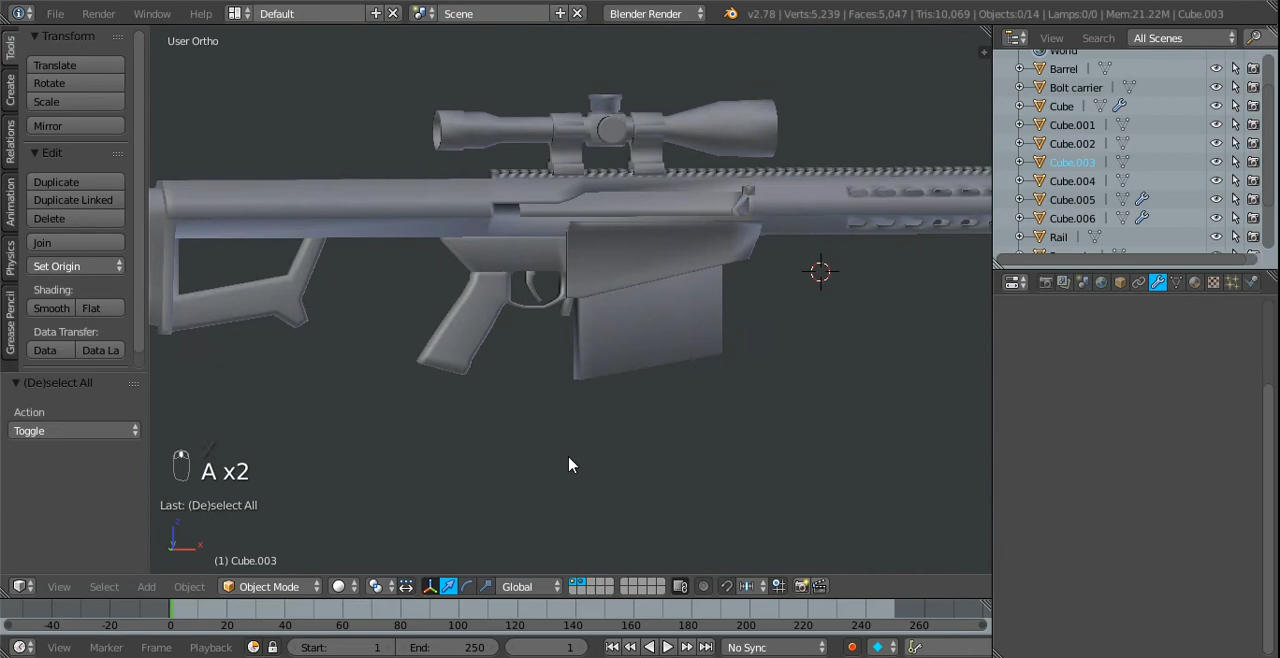 File Render Window Help Default Scene Blender Render v2.78 | Verts:5,239 | Faces:5,047 | Tris:10,069 | Objects:0/14 | Lamps:0/0 | Mem:21.22M | Cube.003
Tools
Create
Relations
Animation
Physics
Grease Pencil
Transform
Translate
Rotate
Scale
Mirror
Edit
Duplicate
Duplicate Linked
Delete
Join
Set Origin
Shading:
Smooth Flat
Data Transfer:
Data Data La
(De)select All
Action
Toggle
User Ortho
A x2
Last: (De)select All
z
x
(1) Cube.003
View Search All Scenes
World
Barrel
Bolt carrier
Cube
Cube.001
Cube.002
Cube.003
Cube.004
Cube.005
Cube.006
Rail
View Select Add Object Object Mode Global
-40 -20 0 20 40 60 80 100 120 140 160 180 200 220 240 260
View Marker Frame Playback Start: 1 End: 250 1 No Sync